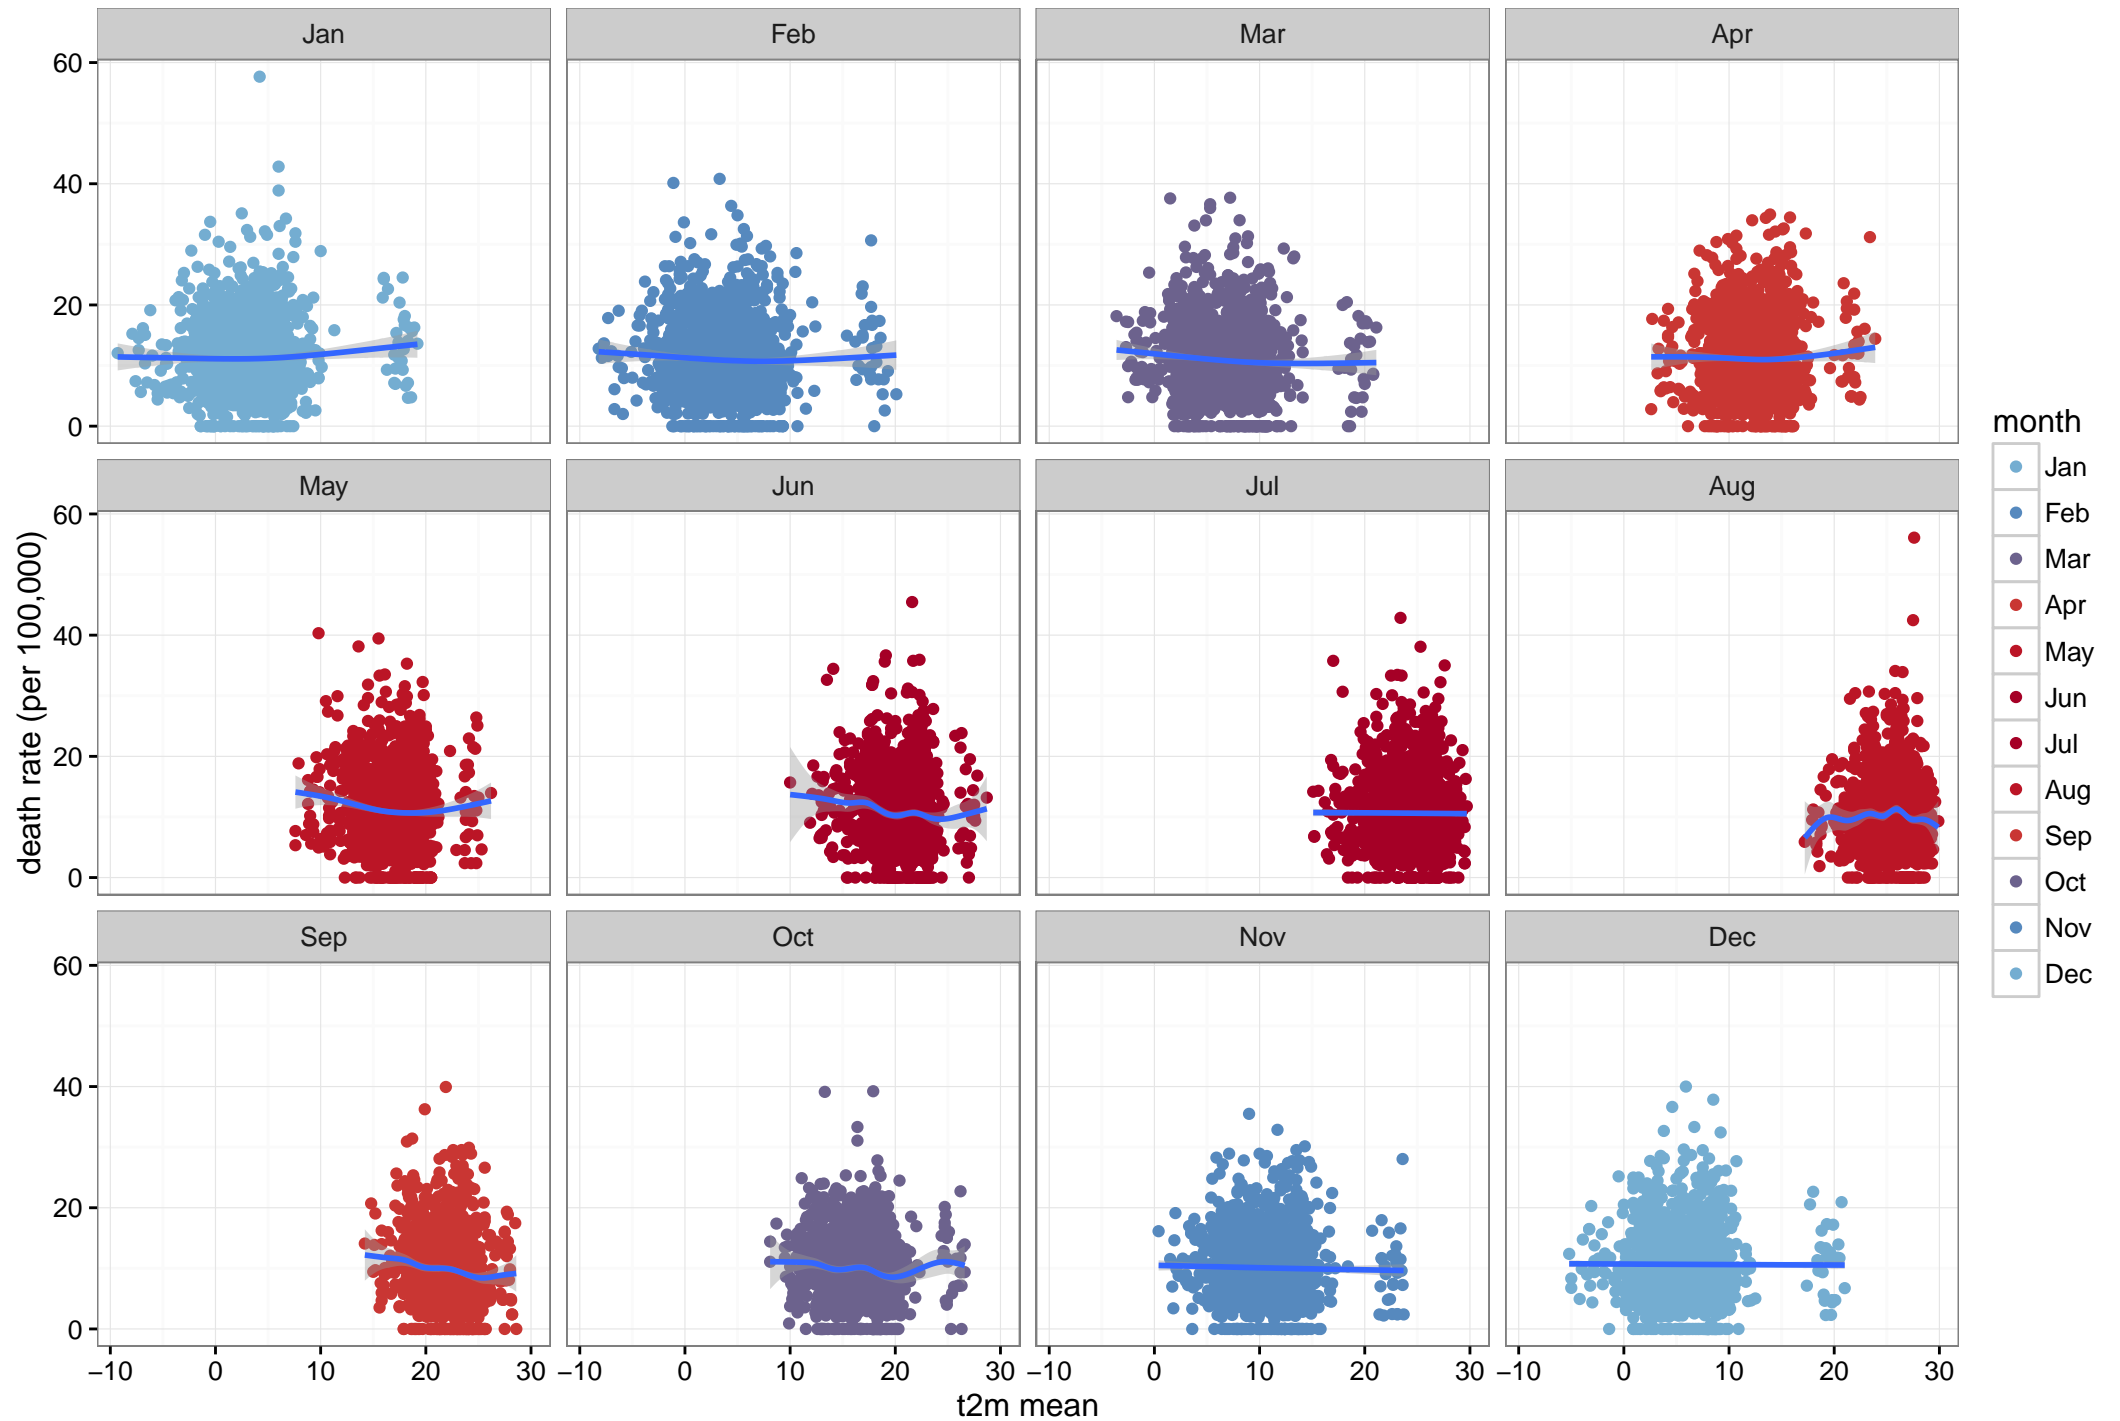 Jan Feb Mar Apr
60
40
20
0
May Jun Jul Aug
60
40
20
0
Sep Oct Nov Dec
60
40
20
0
−10 0 10 20 30 −10 0 10 20 30 −10 0 10 20 30 −10 0 10 20 30
t2m mean
death rate (per 100,000)
month
Jan
Feb
Mar
Apr
May
Jun
Jul
Aug
Sep
Oct
Nov
Dec